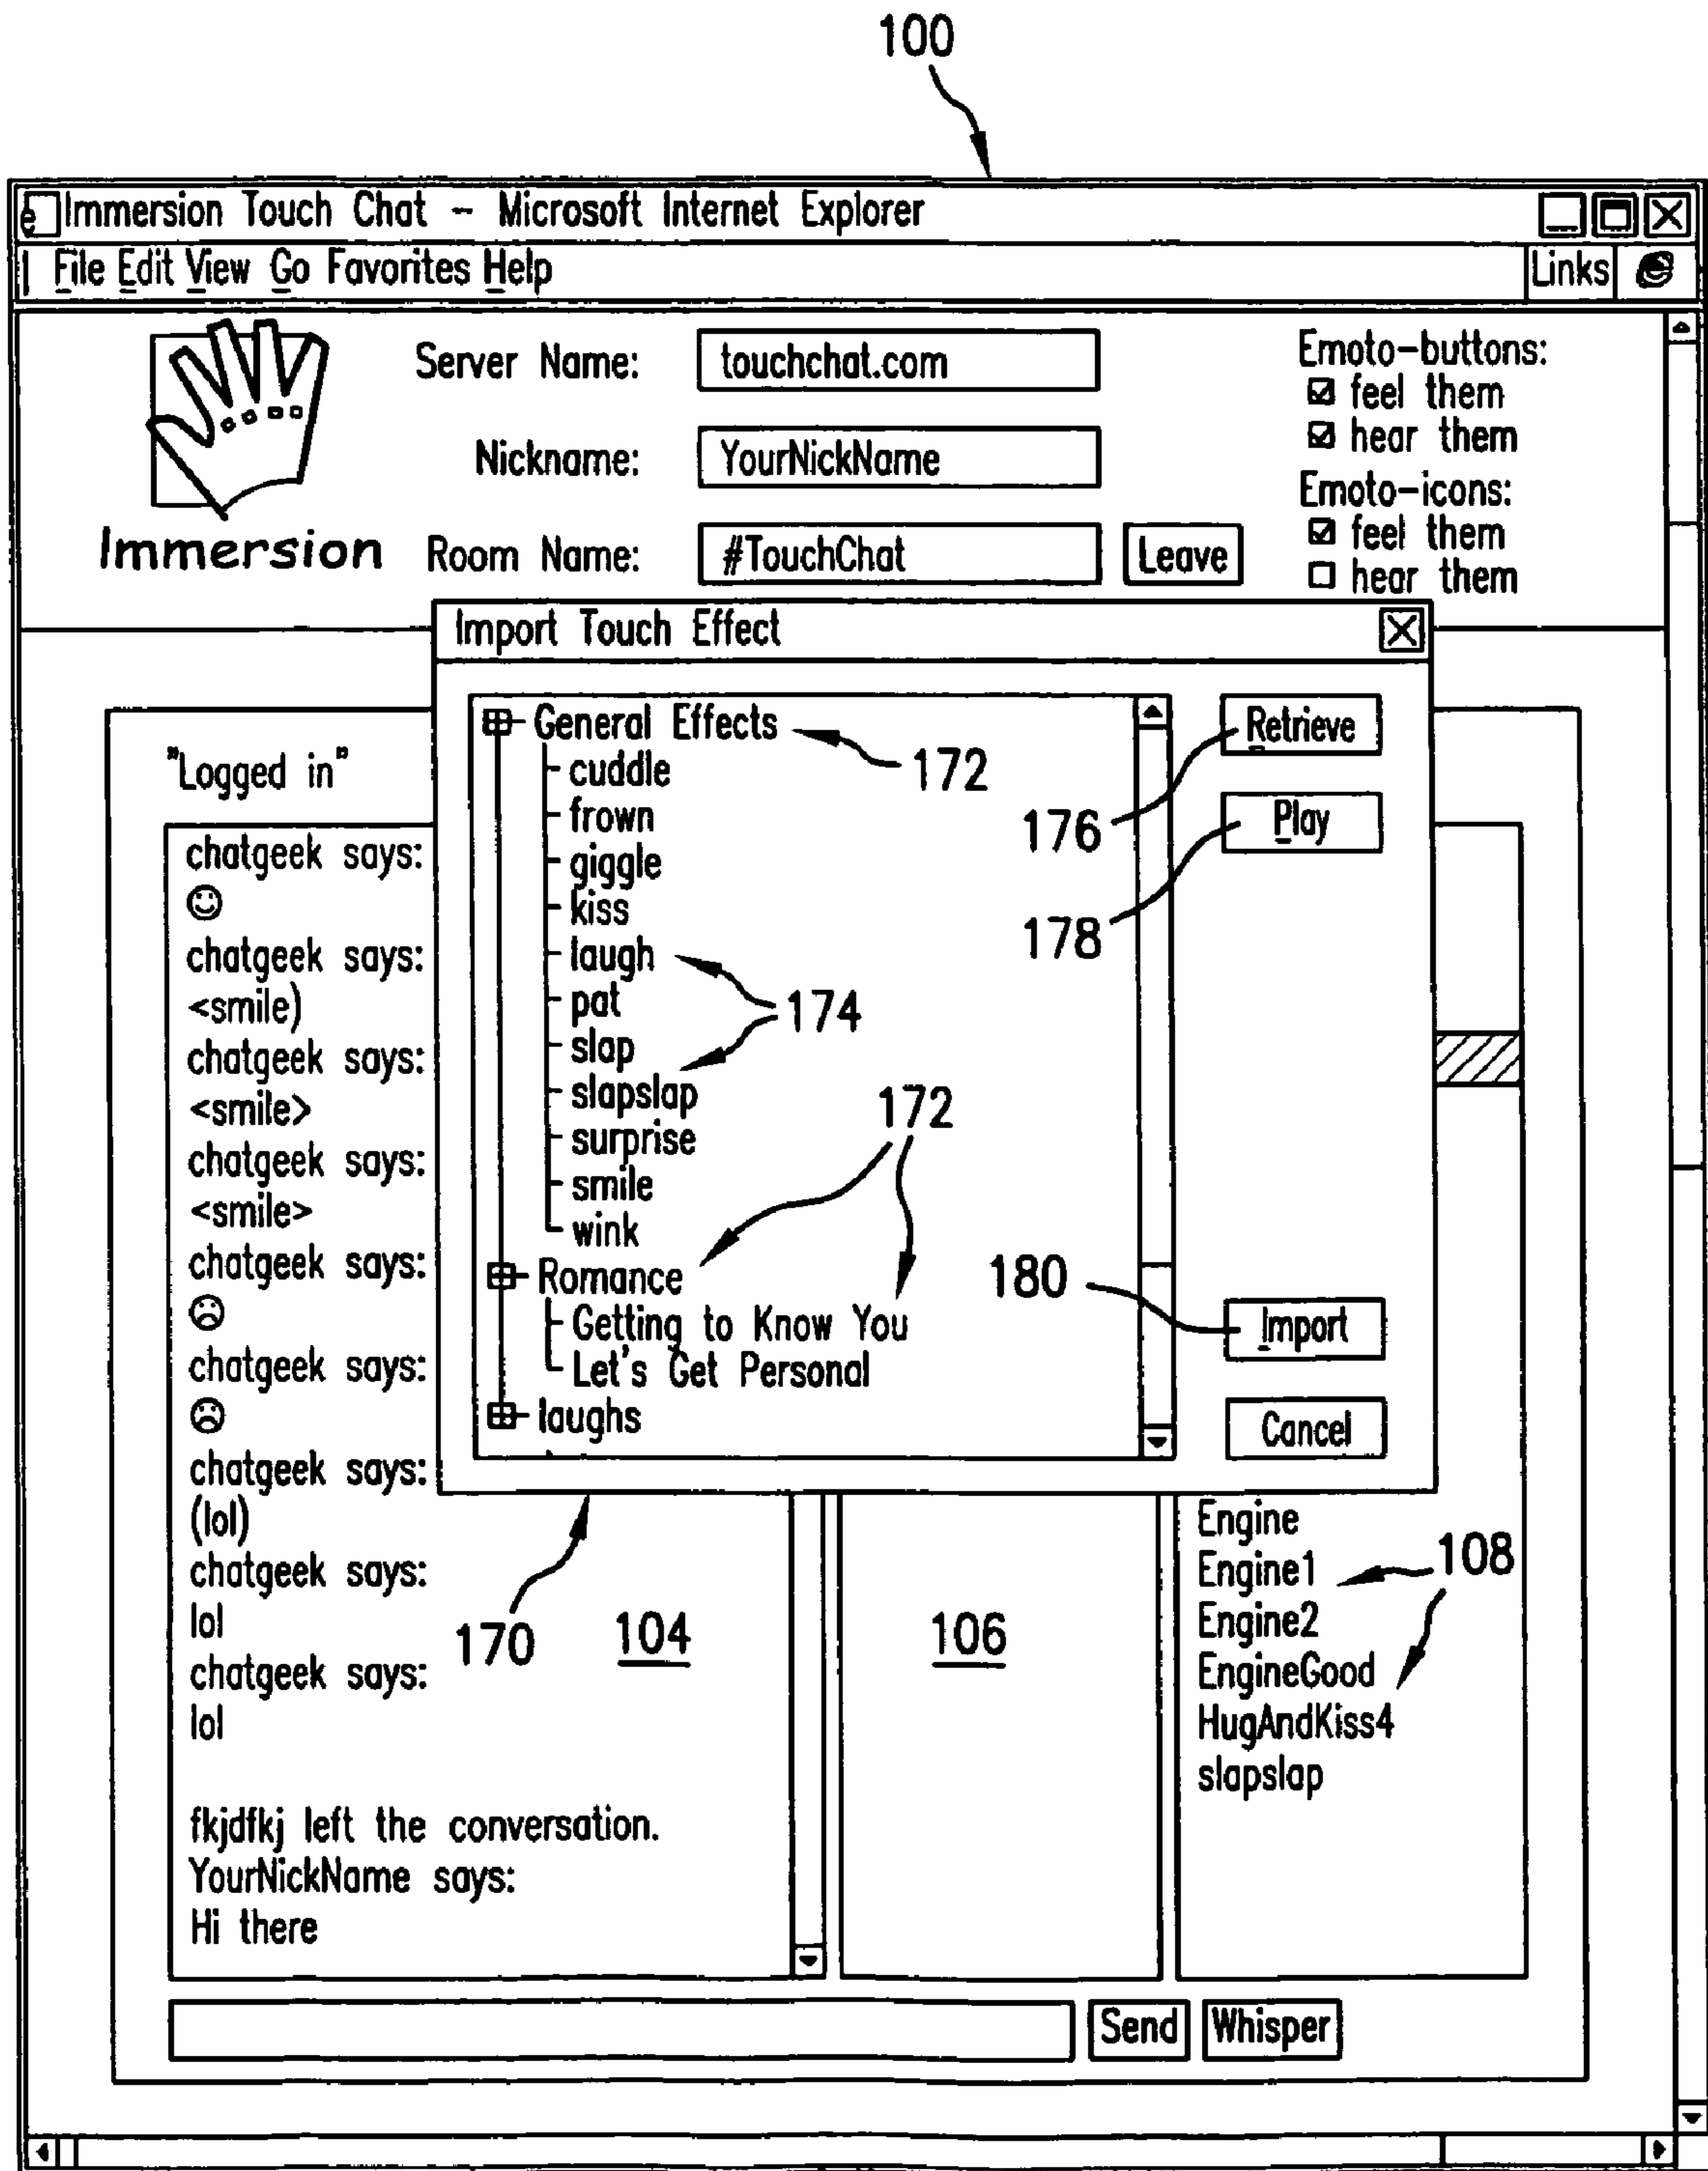 100
Immersion Touch Chat - Microsoft Internet Explorer
File Edit View Go Favorites Help Links
Server Name: touchchat.com
Nickname: YourNickName
Immersion
Room Name: #TouchChat Leave
Emoto-buttons:
feel them
hear them
Emoto-icons:
feel them
hear them
Import Touch Effect
General Effects
cuddle
frown
giggle
kiss
laugh
pat
slap
slapslap
surprise
smile
wink
Romance
Getting to Know You
Let's Get Personal
laughs
172
174
172
Retrieve
176
Play
178
180
Import
Cancel
"Logged in"
chatgeek says:
☺
chatgeek says:
<smile)
chatgeek says:
<smile>
chatgeek says:
<smile>
chatgeek says:
☹
chatgeek says:
☹
chatgeek says:
(lol)
chatgeek says:
lol
chatgeek says:
lol
fkjdfkj left the conversation.
YourNickName says:
Hi there
170
104
106
Engine
Engine1
Engine2
EngineGood
HugAndKiss4
slapslap
108
Send Whisper